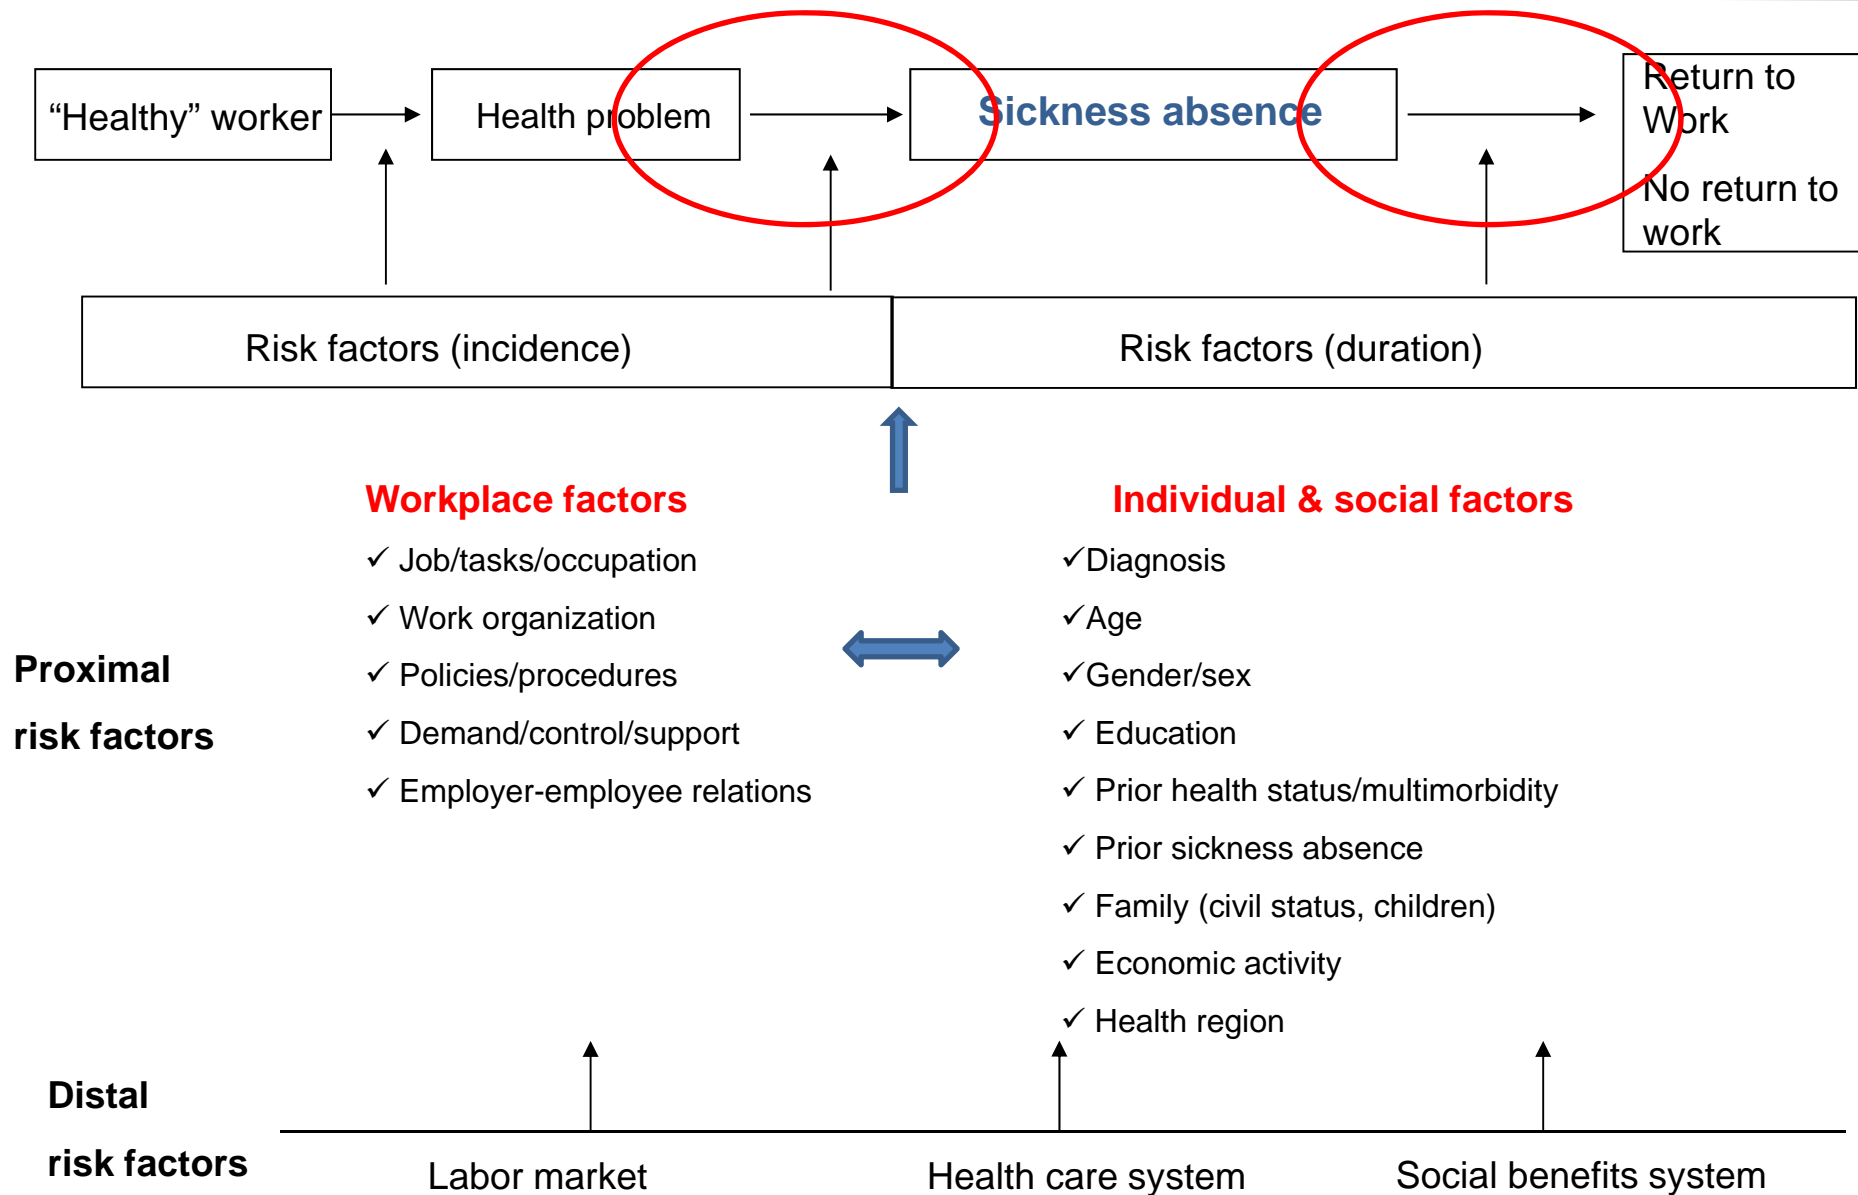 “Healthy” worker
Health problem
Sickness absence
Return to
Work
No return to
work
Risk factors (incidence)
Risk factors (duration)
Workplace factors
✓ Job/tasks/occupation
✓ Work organization
✓ Policies/procedures
✓ Demand/control/support
✓ Employer-employee relations
Individual & social factors
✓Diagnosis
✓Age
✓Gender/sex
✓ Education
✓ Prior health status/multimorbidity
✓ Prior sickness absence
✓ Family (civil status, children)
✓ Economic activity
✓ Health region
Proximal
risk factors
Distal
risk factors
Labor market
Health care system
Social benefits system